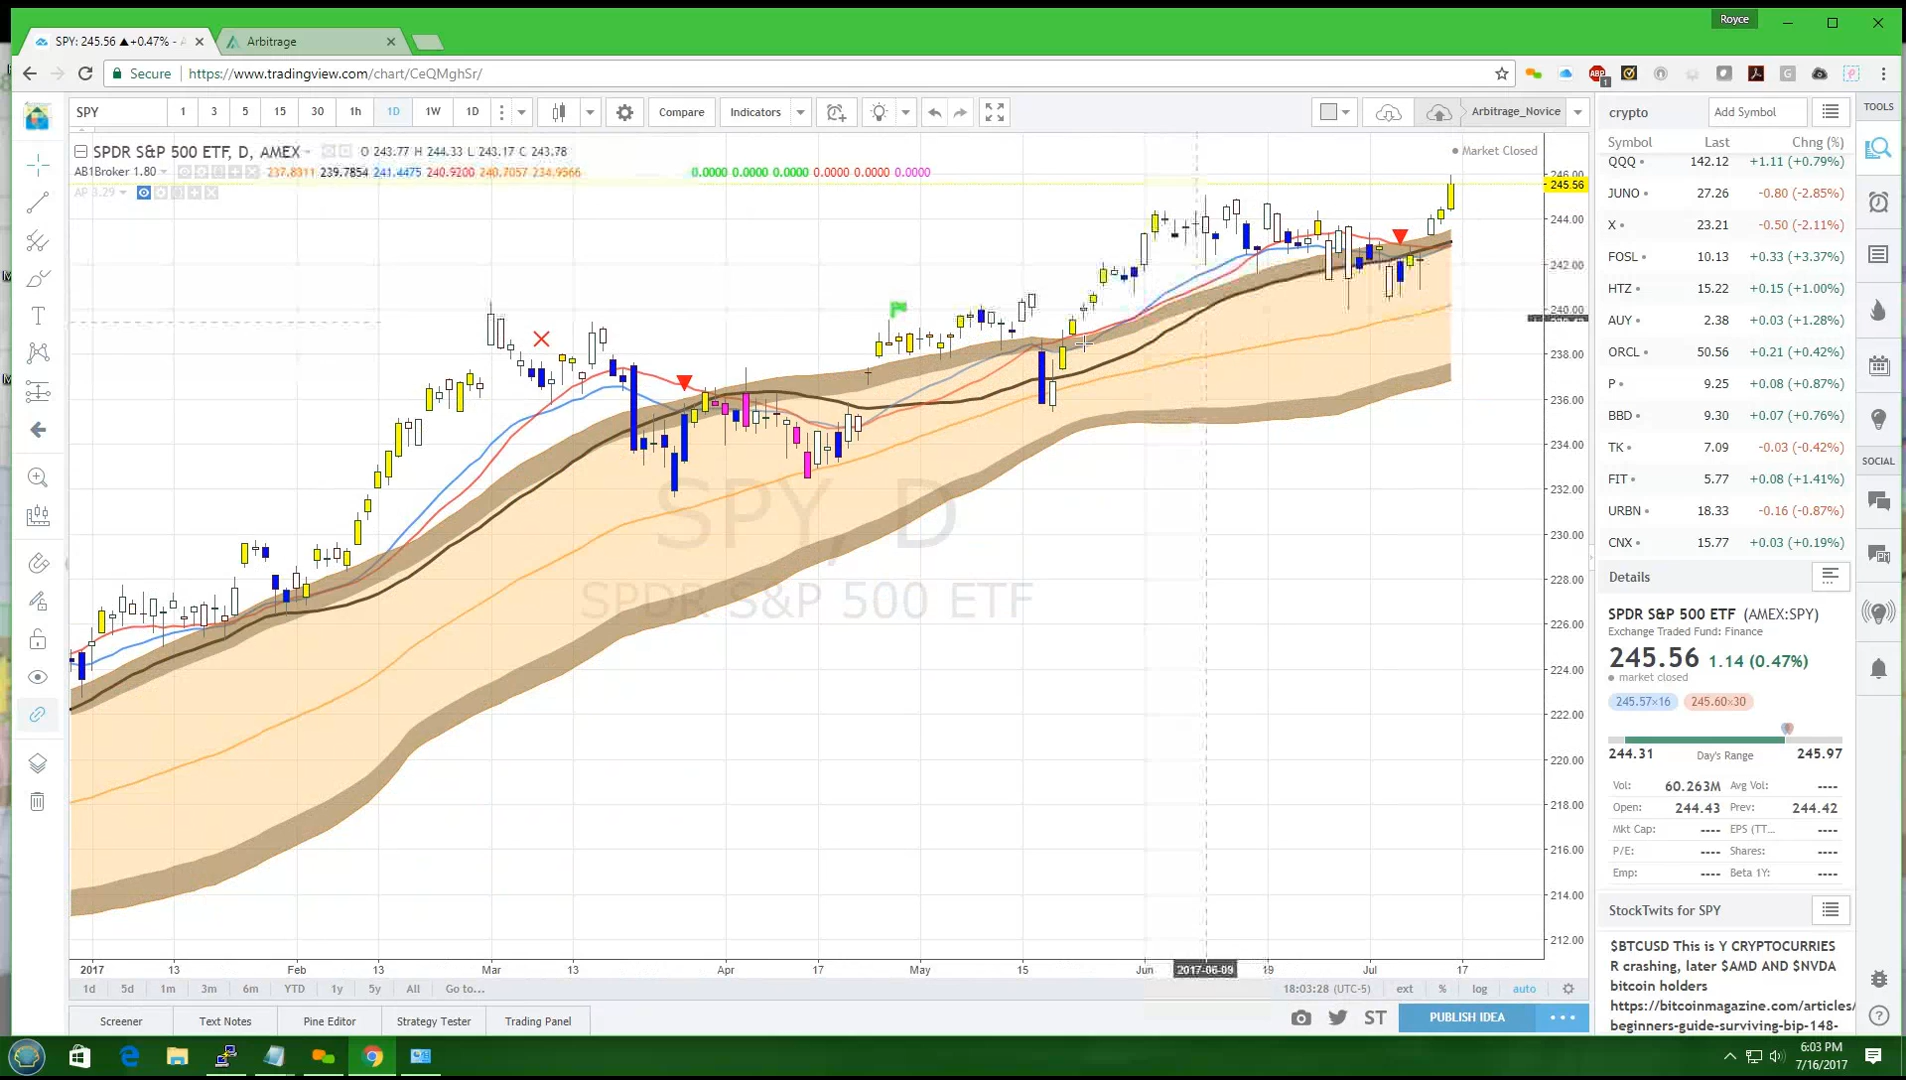 Royce
SPY: 245.56 ▲+0.47% -
Arbitrage
Secure
https://www.tradingview.com/chart/CeQMghSr/
ABP
1
SPY
1
3
5
15
30
1h
1D
1W
1D
Compare
Indicators
Arbitrage_Novice
crypto
Add Symbol
TOOLS
SPDR S&P 500 ETF, D, AMEX
O 243.77 H 244.33 L 243.17 C 243.78
Market Closed
AB1Broker 1.80
237.8311 239.7854 241.4475 240.9200 240.7057 234.9566
0.0000 0.0000 0.0000 0.0000 0.0000 0.0000
AP 3.29
Symbol Last Chg (%)
QQQ 142.12 +1.11 (+0.79%)
JUNO 27.26 -0.80 (-2.85%)
X 23.21 -0.50 (-2.11%)
FOSL 10.13 +0.33 (+3.37%)
HTZ 15.22 +0.15 (+1.00%)
AUY 2.38 +0.03 (+1.28%)
ORCL 50.56 +0.21 (+0.42%)
P 9.25 +0.08 (+0.87%)
BBD 9.30 +0.07 (+0.76%)
TK 7.09 -0.03 (-0.42%)
FIT 5.77 +0.08 (+1.41%)
URBN 18.33 -0.16 (-0.87%)
CNX 15.77 +0.03 (+0.19%)
SOCIAL
246.00
245.56
244.00
242.00
240.00
238.00
236.00
234.00
232.00
230.00
228.00
226.00
224.00
222.00
220.00
218.00
216.00
214.00
212.00
SPY, D
SPDR S&P 500 ETF
Details
SPDR S&P 500 ETF (AMEX:SPY)
Exchange Traded Fund: Finance
245.56 1.14 (0.47%)
market closed
245.57×16 245.60×30
244.31 Day's Range 245.97
Vol: 60.263M Avg Vol: ----
Open: 244.43 Prev: 244.42
Mkt Cap: ---- EPS (TT... ----
P/E: ---- Shares: ----
Emp: ---- Beta 1Y: ----
StockTwits for SPY
$BTCUSD This is Y CRYPTOCURRIES
R crashing, later $AMD AND $NVDA
bitcoin holders
https://bitcoinmagazine.com/articles/
beginners-guide-surviving-bip-148-
2017 13 Feb 13 Mar 13 Apr 17 May 15 Jun 2017-06-09 19 Jul 17
1d 5d 1m 3m 6m YTD 1y 5y All Go to...
18:03:28 (UTC-5) ext % log auto
Screener Text Notes Pine Editor Strategy Tester Trading Panel
ST
PUBLISH IDEA
6:03 PM
7/16/2017